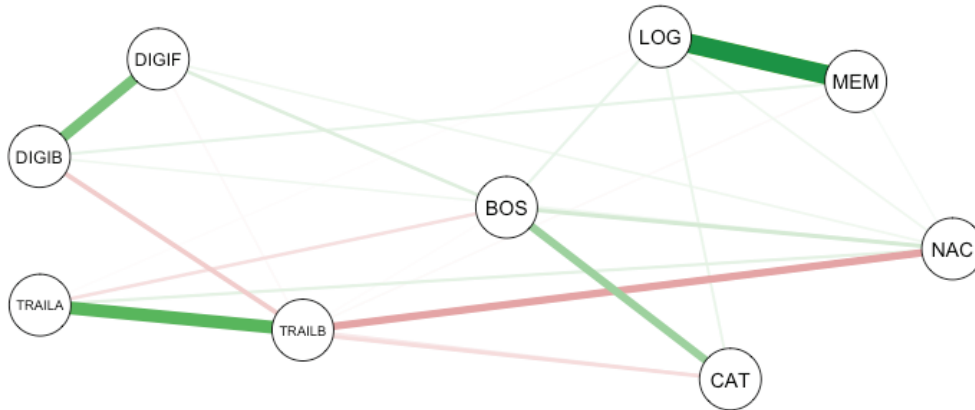 LOG
DIGIF
MEM
DIGIB
BOS
NAC
TRAILA
TRAILB
CAT